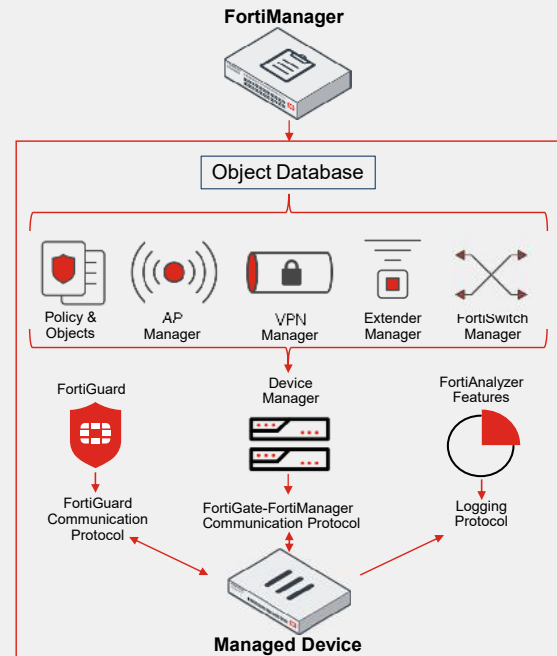 FortiManager
Object Database
Policy &
Objects
AP
Manager
VPN
Manager
Extender
Manager
FortiSwitch
Manager
FortiGuard
Device
Manager
FortiAnalyzer
Features
FortiGuard
Communication
Protocol
FortiGate-FortiManager
Communication Protocol
Logging
Protocol
Managed Device